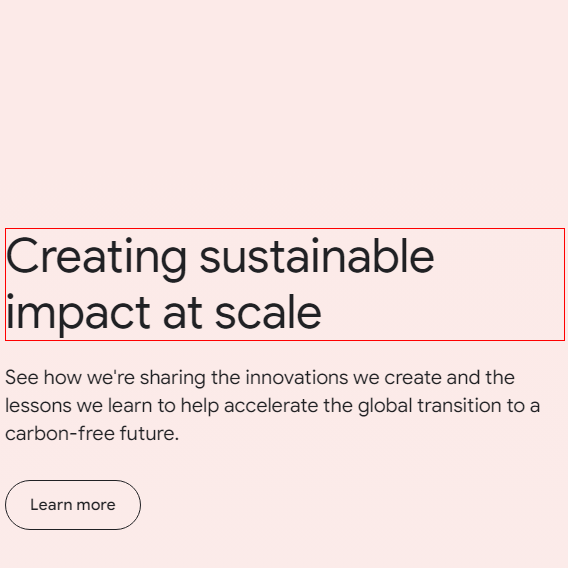 Creating sustainable
impact at scale
See how we're sharing the innovations we create and the
lessons we learn to help accelerate the global transition to a
carbon-free future.
Learn more